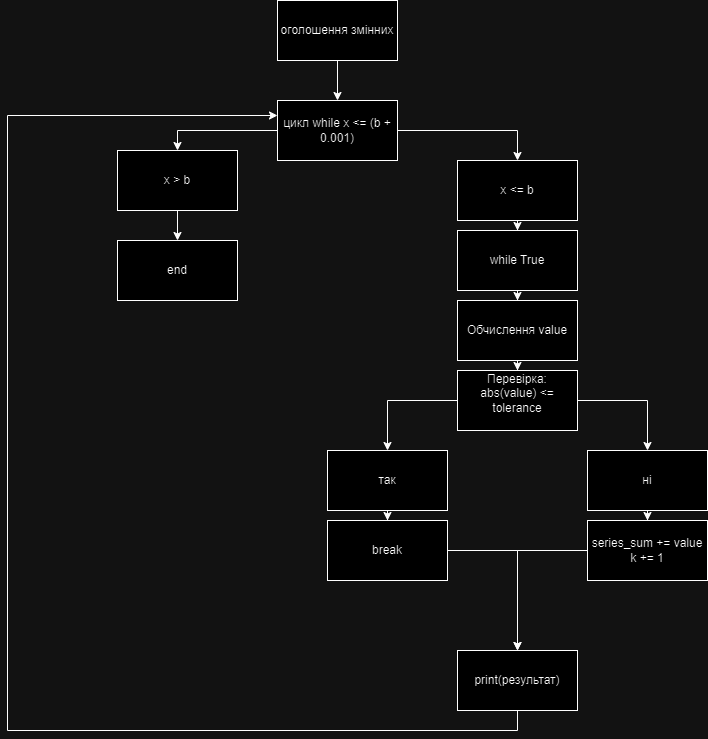 оголошення змінних
цикл while x <= (b +
0.001)
x > b
x <= b
end
while True
Обчислення value
Перевірка:
abs(value) <=
tolerance
так
ні
break
series_sum += value
k += 1
print(результат)